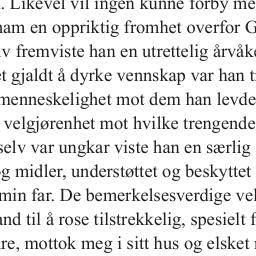 . Likevel vil ingen kunne forby me
ham en oppriktig fromhet overfor G
lv fremviste han en utrettelig årvåke
et gjaldt å dyrke vennskap var han t
menneskelighet mot dem han levde
velgjørenhet mot hvilke trengende
selv var ungkar viste han en særlig
g midler, understøttet og beskyttet
min far. De bemerkelsesverdige vel
and til å rose tilstrekkelig, spesielt f
re, mottok meg i sitt hus og elsket